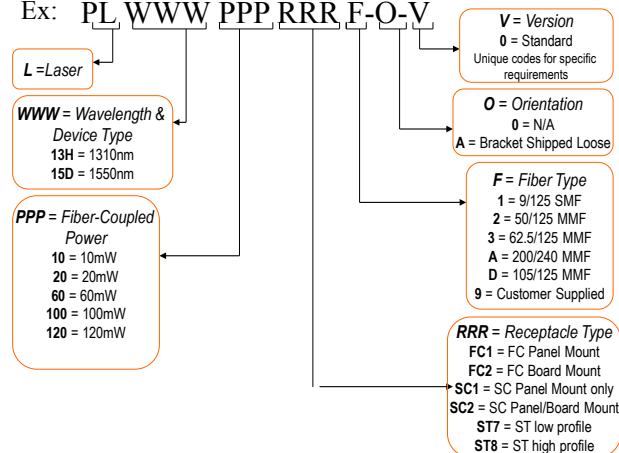 Ex: PL WWW PPP RRR F-O-V
L =Laser
WWW = Wavelength &
Device Type
13H = 1310nm
15D = 1550nm
PPP = Fiber-Coupled
Power
10 = 10mW
20 = 20mW
60 = 60mW
100 = 100mW
120 = 120mW
V = Version
0 = Standard
Unique codes for specific
requirements
O = Orientation
0 = N/A
A = Bracket Shipped Loose
F = Fiber Type
1 = 9/125 SMF
2 = 50/125 MMF
3 = 62.5/125 MMF
A = 200/240 MMF
D = 105/125 MMF
9 = Customer Supplied
RRR = Receptacle Type
FC1 = FC Panel Mount
FC2 = FC Board Mount
SC1 = SC Panel Mount only
SC2 = SC Panel/Board Mount
ST7 = ST low profile
ST8 = ST high profile